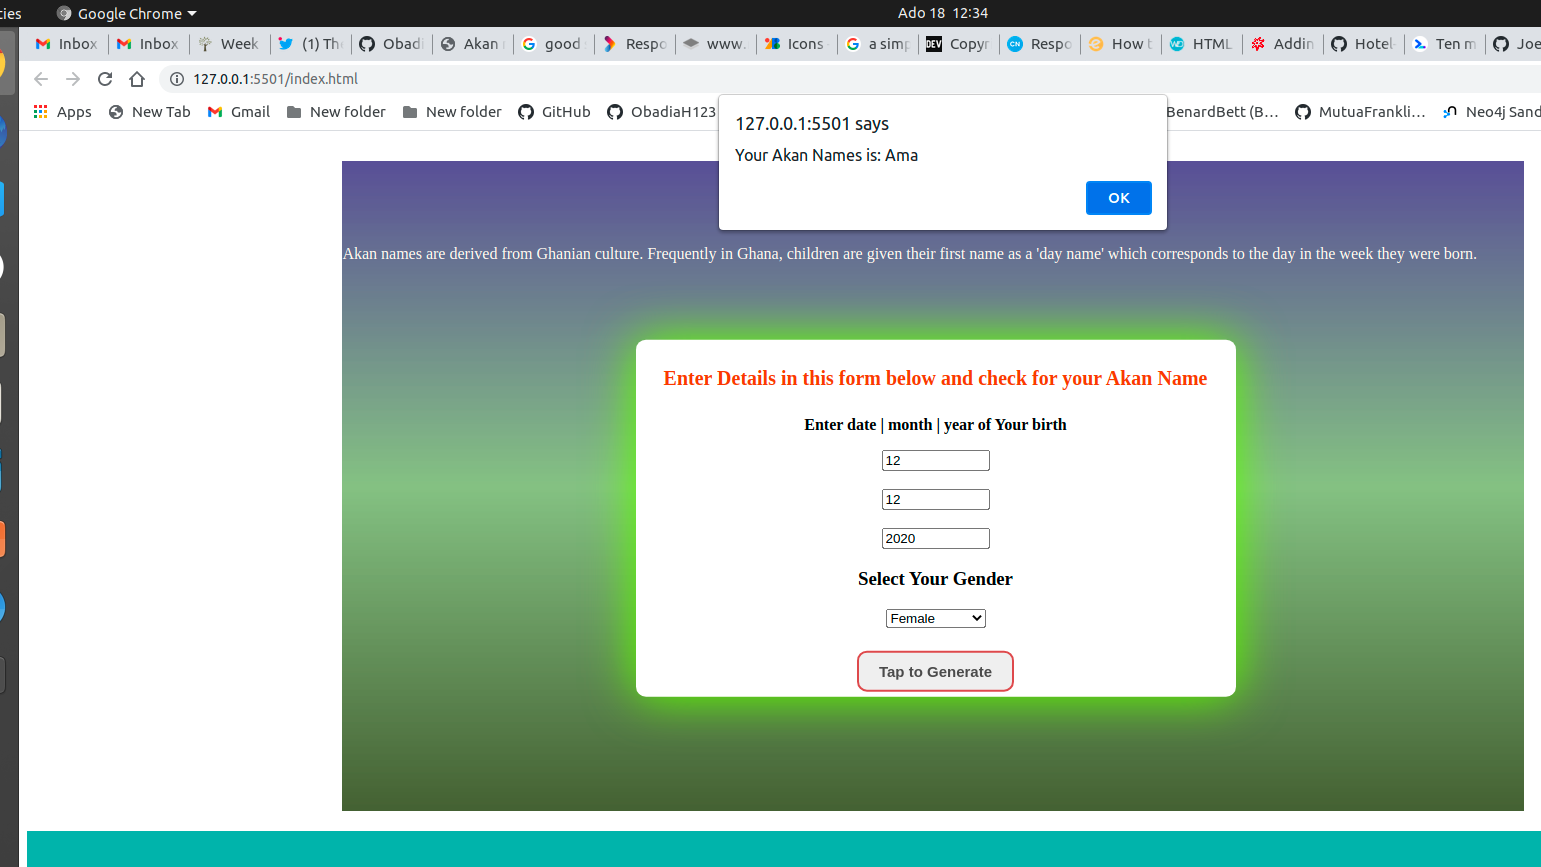 ies Google Chrome Ado 18 12:34
Inbox Inbox Week (1) The Obadi Akan good Respo www. Icons a simp DEV Copyr CN Respo How t WD HTML Addin Hotel- Ten m Joe
127.0.0.1:5501/index.html
Apps New Tab Gmail New folder New folder GitHub ObadiaH123 BenardBett (B... MutuaFrankli... Neo4j Sand
127.0.0.1:5501 says
Your Akan Names is: Ama
OK
Akan names are derived from Ghanian culture. Frequently in Ghana, children are given their first name as a 'day name' which corresponds to the day in the week they were born.
Enter Details in this form below and check for your Akan Name
Enter date | month | year of Your birth
12
12
2020
Select Your Gender
Female
Tap to Generate